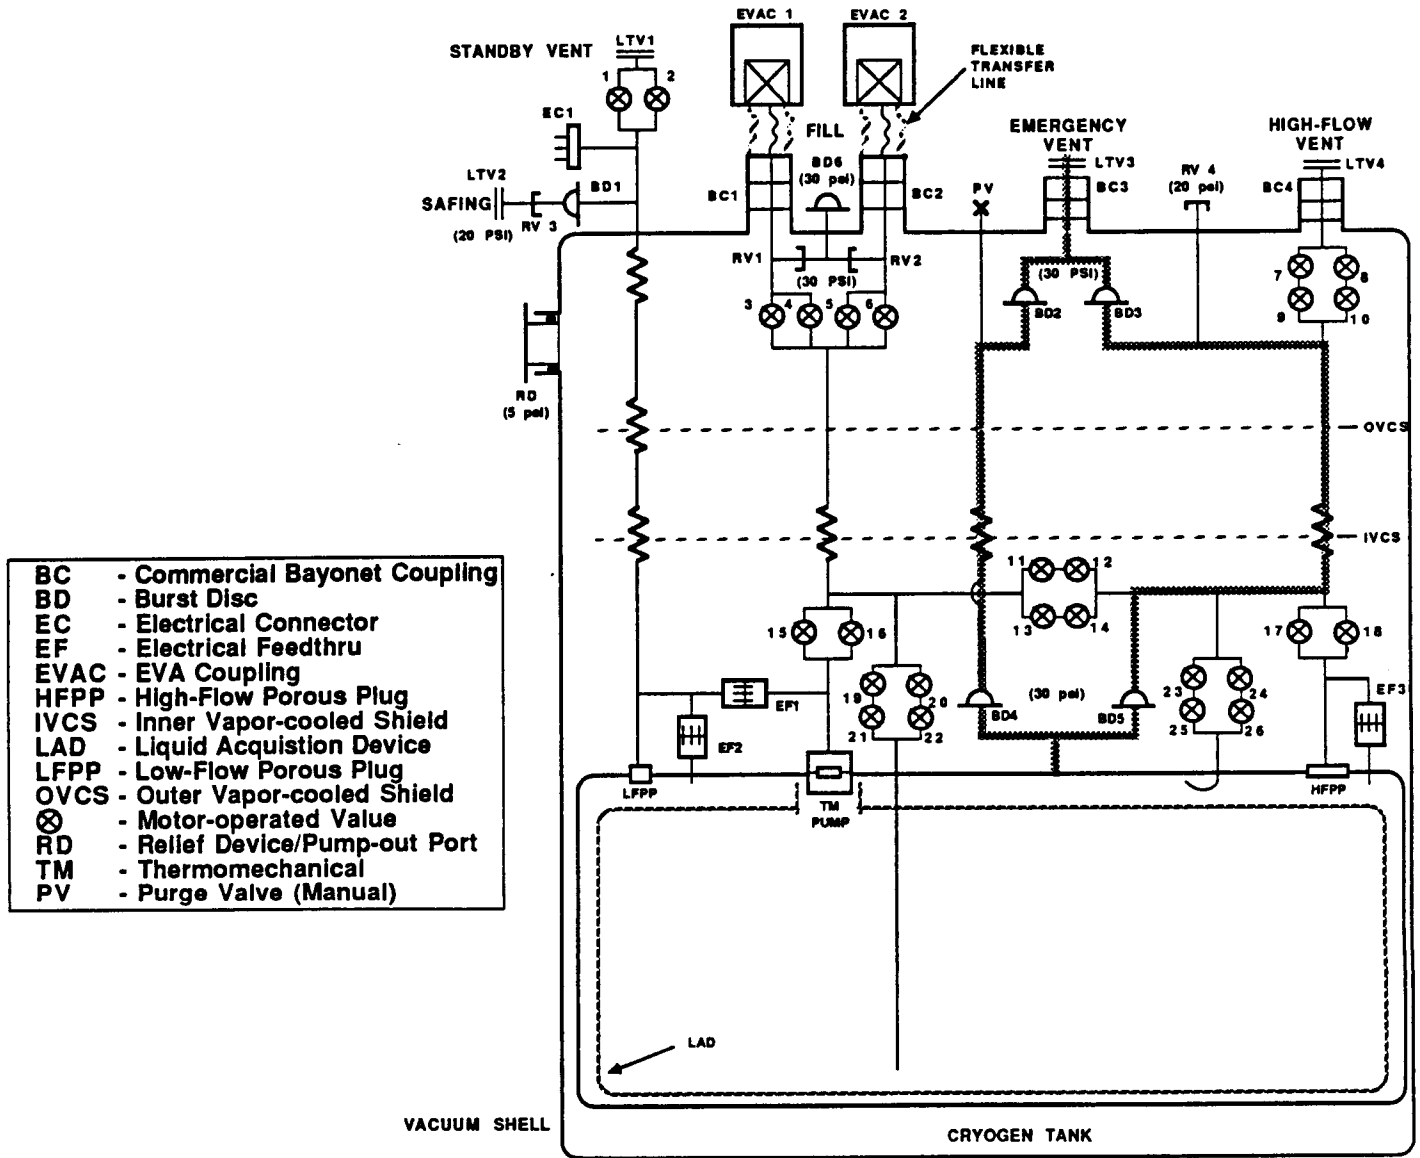 EVAC 1
EVAC 2
STANDBY VENT
LTV1
FLEXIBLE
TRANSFER
LINE
1
2
EC1
FILL
EMERGENCY
VENT
HIGH-FLOW
VENT
LTV3
LTV4
BD6
(30 psi)
RV 4
(20 psi)
LTV2
BD1
BC1
BC2
PV
BC3
BC4
SAFING
RV 3
(20 PSI)
RV1
RV2
(30 PSI)
(30 PSI)
7
8
3
4
5
6
BD2
BD3
9
10
RD
(5 psi)
OVCS
IVCS
11
12
13
14
15
16
17
18
BC - Commercial Bayonet Coupling
BD - Burst Disc
EC - Electrical Connector
EF - Electrical Feedthru
EVAC - EVA Coupling
HFPP - High-Flow Porous Plug
IVCS - Inner Vapor-cooled Shield
LAD - Liquid Acquistion Device
LFPP - Low-Flow Porous Plug
OVCS - Outer Vapor-cooled Shield
- Motor-operated Value
RD - Relief Device/Pump-out Port
TM - Thermomechanical
PV - Purge Valve (Manual)
EF1
EF2
19
20
21
22
(30 psi)
BD4
BD5
23
24
25
26
EF3
LFPP
TM
PUMP
HFPP
LAD
VACUUM SHELL
CRYOGEN TANK